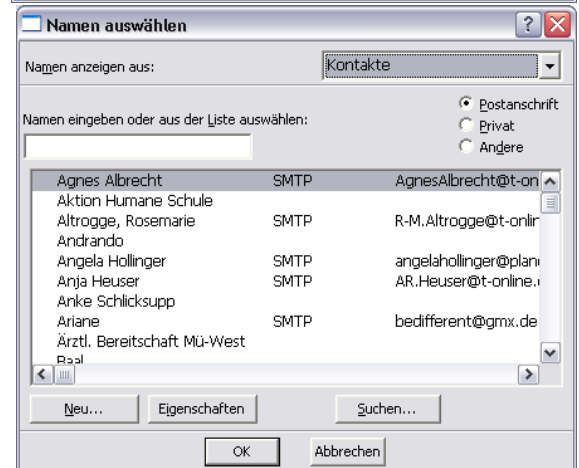 Namen auswählen
Namen anzeigen aus: Kontakte
Postanschrift
Namen eingeben oder aus der Liste auswählen:
Privat
Andere
Agnes Albrecht SMTP AgnesAlbrecht@t-on
Aktion Humane Schule
Altrogge, Rosemarie SMTP R-M.Altrogge@t-onlin
Andrando
Angela Hollinger SMTP angelahollinger@plan
Anja Heuser SMTP AR.Heuser@t-online.
Anke Schlicksupp
Ariane SMTP bedifferent@gmx.de
Ärztl. Bereitschaft Mü-West
Baal
Neu... Eigenschaften Suchen...
OK Abbrechen